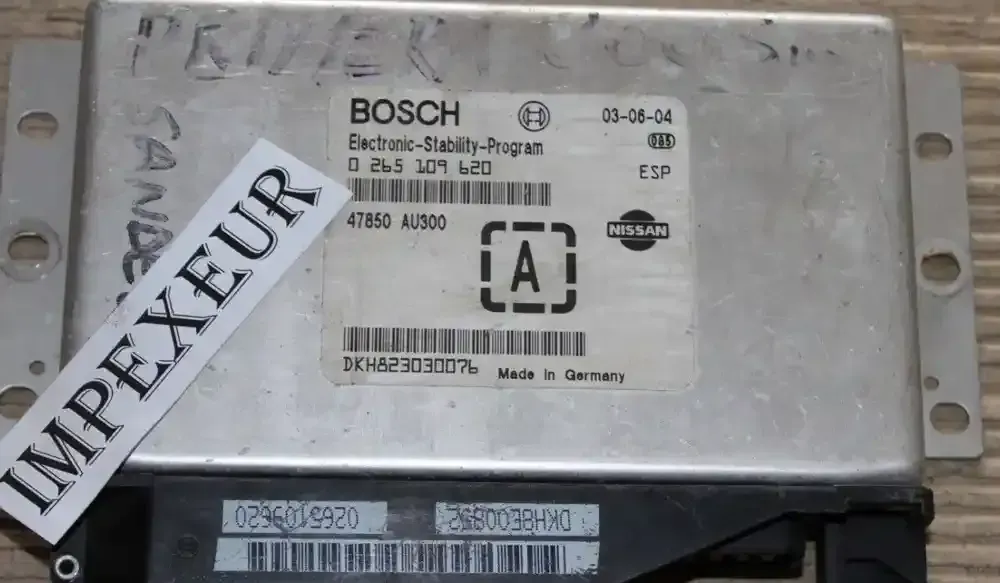 PRIMERA
BOSCH
03-06-04
Electronic-Stability-Program
085
0 265 109 620
ESP
47850 AU300
NISSAN
A
DKH823030076 Made in Germany
IMPEXEUR
0265109620